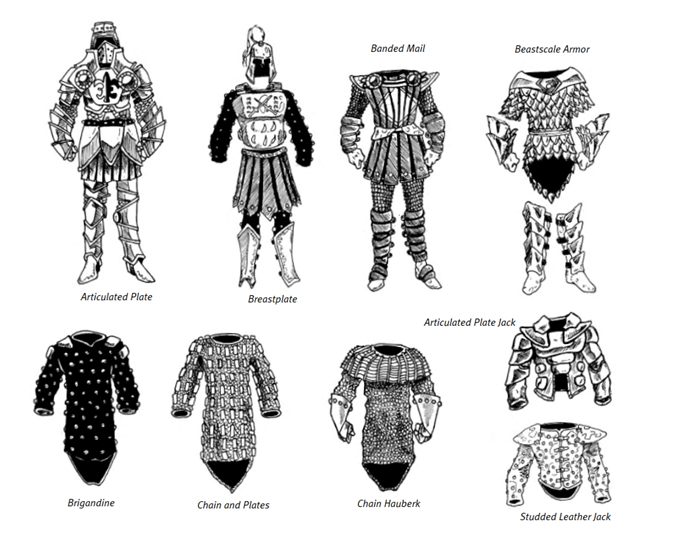 Banded Mail
Beastscale Armor
Articulated Plate
Breastplate
Articulated Plate Jack
Brigandine
Chain and Plates
Chain Hauberk
Studded Leather Jack